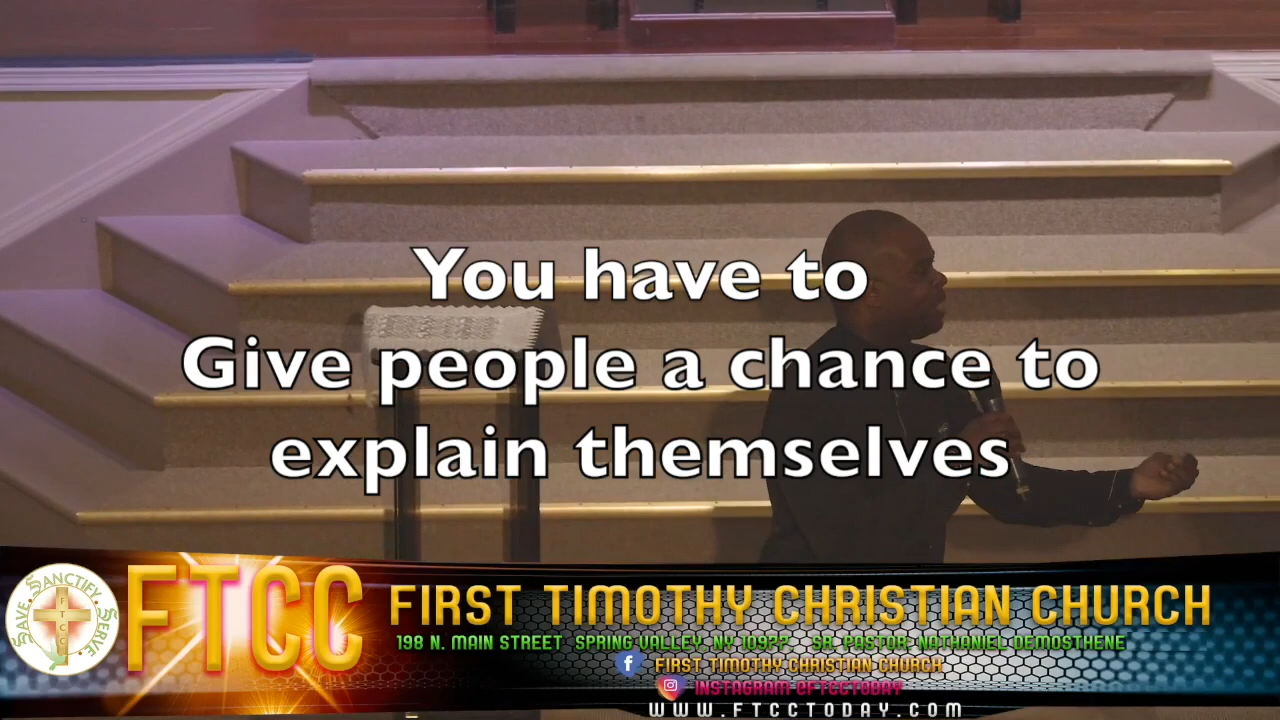 You have to
Give people a chance to
explain themselves
SAVE. SANCTIFY. SERVE.
FTCC
FTCC
FIRST TIMOTHY CHRISTIAN CHURCH
198 N. MAIN STREET SPRING VALLEY, NY 10977 SR. PASTOR: NATHANIEL DEMOSTHENE
f FIRST TIMOTHY CHRISTIAN CHURCH
INSTAGRAM @FTCCTODAY
WWW.FTCCTODAY.COM